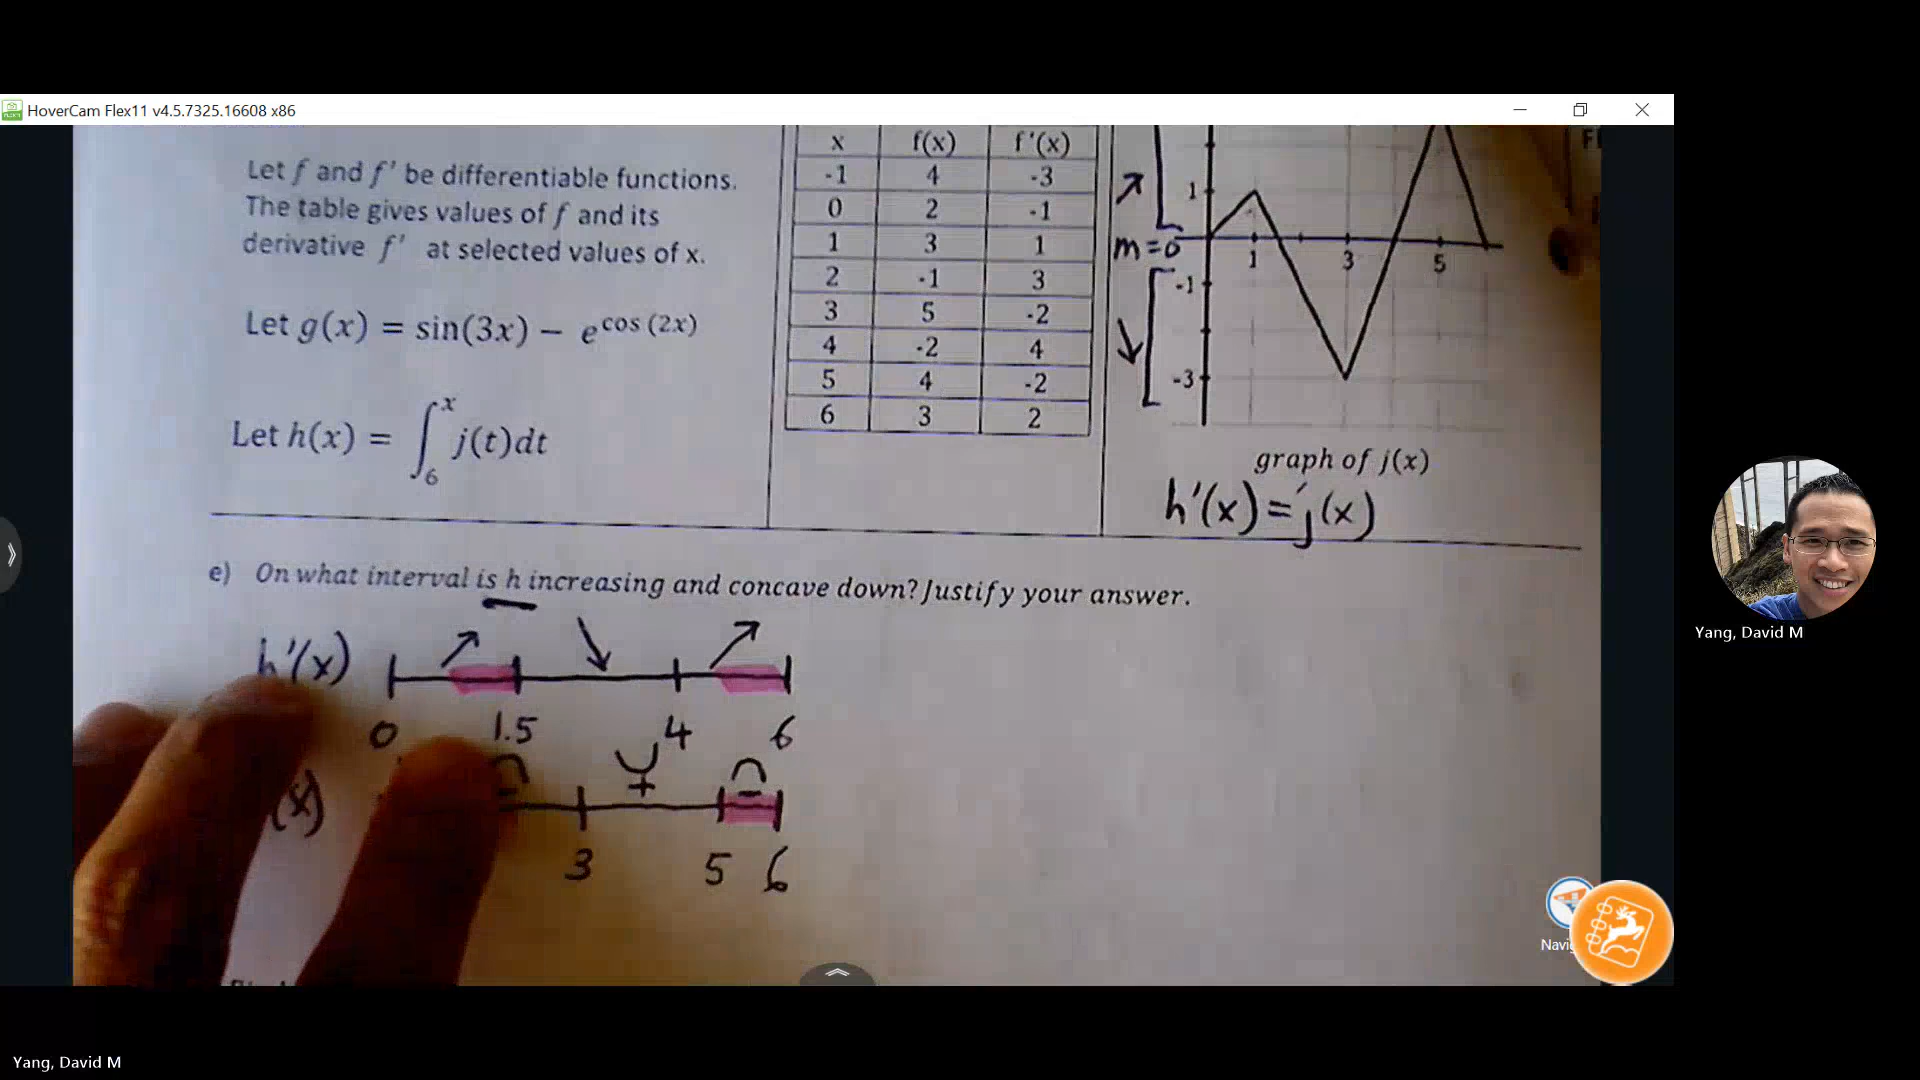 HoverCam Flex11 v4.5.7325.16608 x86
Let f and f' be differentiable functions.
The table gives values of f and its
derivative f' at selected values of x.
Let g(x) = sin(3x) − e^cos (2x)
Let h(x) = ∫_6^x j(t)dt
x f(x) f'(x)
-1 4 -3
0 2 -1
1 3 1
2 -1 3
3 5 -2
4 -2 4
5 4 -2
6 3 2
1
m=0
1 3 5
-1
-3
graph of j(x)
h'(x)=j(x)
e) On what interval is h increasing and concave down? Justify your answer.
h'(x)
0 1.5 4 6
(x)
+ −
3 5 6
Yang, David M
Yang, David M